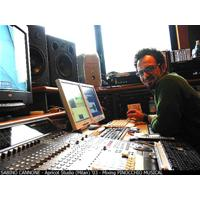 SABINO CANNONE - Apricot Studio (Milan) '03 - Mixing PINOCCHIO MUSICAL